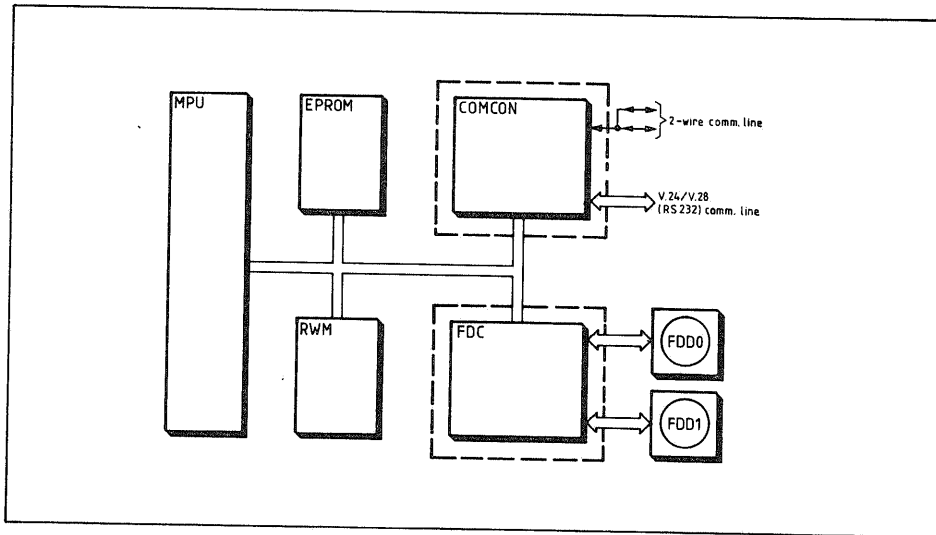 MPU
EPROM
COMCON
2-wire comm. line
V.24/V.28
(RS 232) comm. line
RWM
FDC
FDD0
FDD1